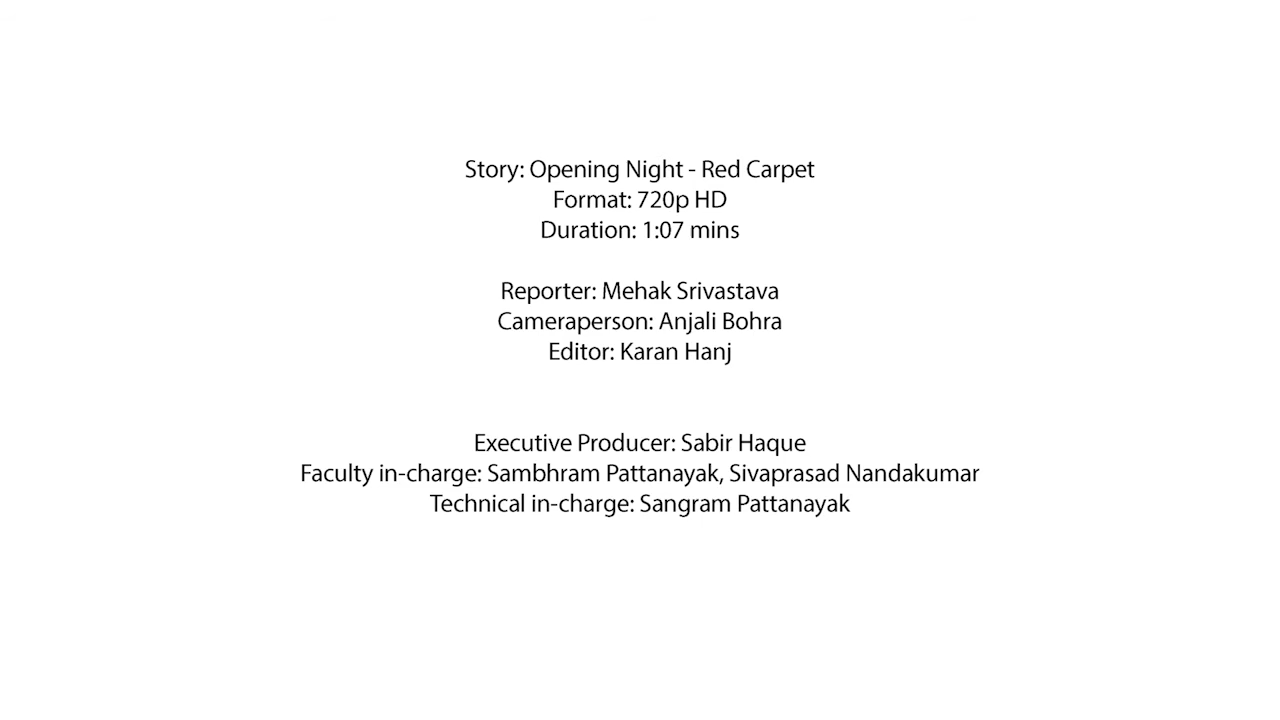 Story: Opening Night - Red Carpet
Format: 720p HD
Duration: 1:07 mins
Reporter: Mehak Srivastava
Cameraperson: Anjali Bohra
Editor: Karan Hanj
Executive Producer: Sabir Haque
Faculty in-charge: Sambhram Pattanayak, Sivaprasad Nandakumar
Technical in-charge: Sangram Pattanayak